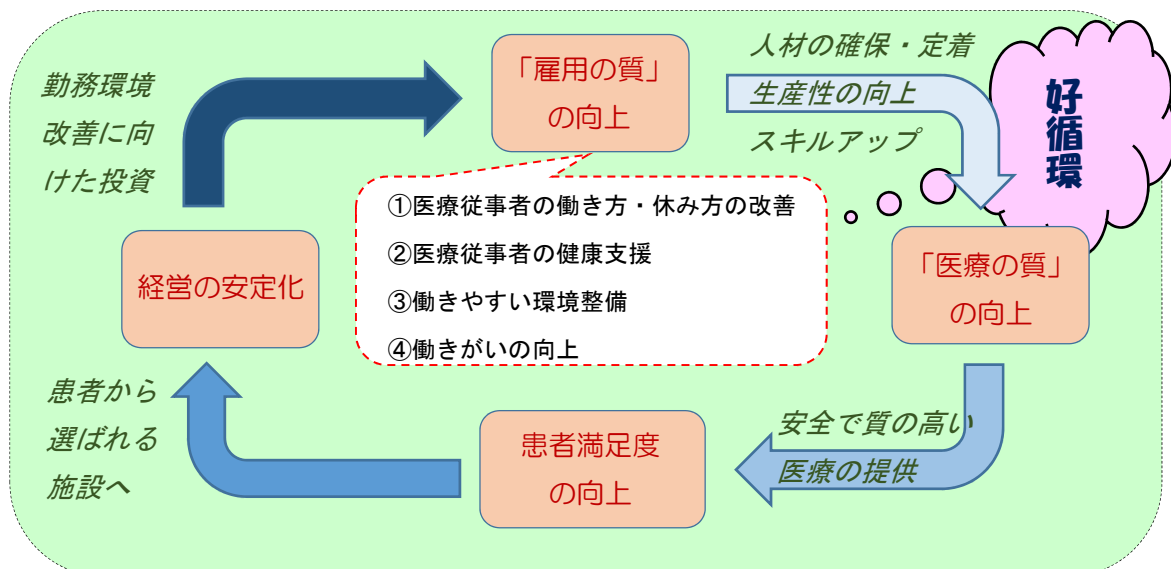 「雇用の質」
の向上
人材の確保・定着
生産性の向上
スキルアップ
好循環
勤務環境
改善に向
けた投資
①医療従事者の働き方・休み方の改善
②医療従事者の健康支援
③働きやすい環境整備
④働きがいの向上
経営の安定化
「医療の質」
の向上
患者から
選ばれる
施設へ
患者満足度
の向上
安全で質の高い
医療の提供